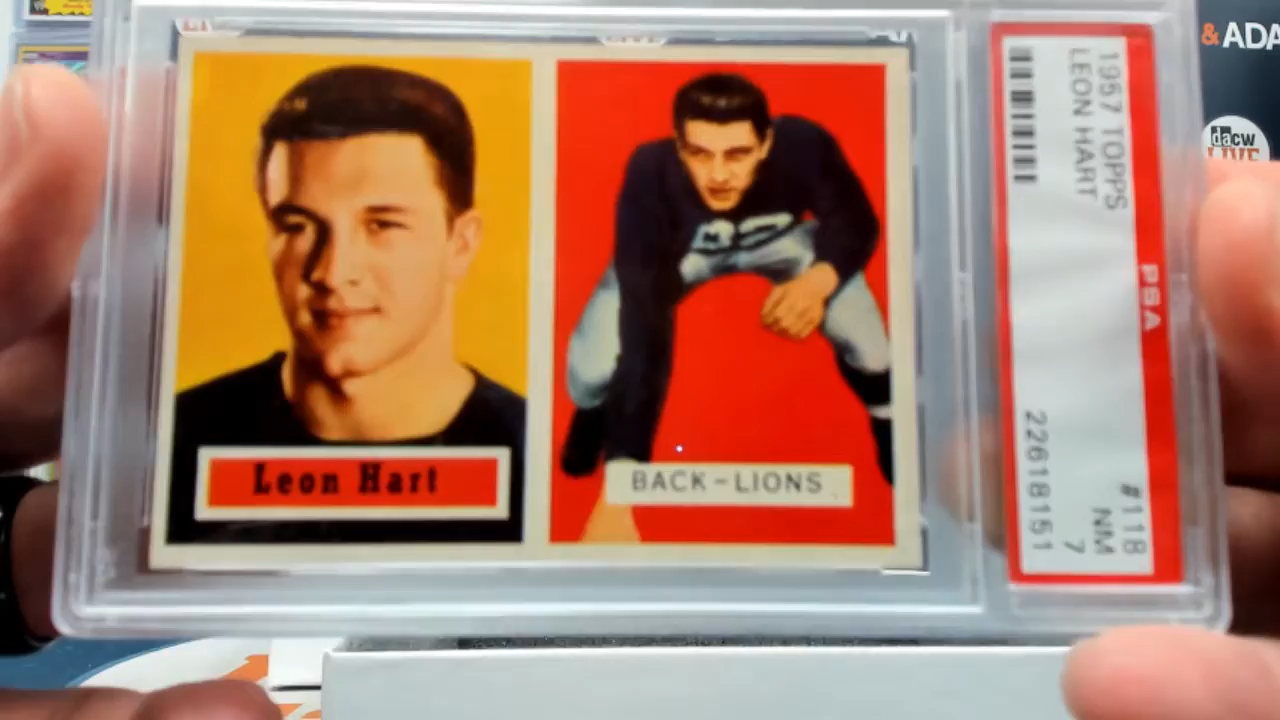 Leon Hart
BACK-LIONS
1957 TOPPS
LEON HART
PSA
#118
NM
7
22618151
& ADA
dacw
LIVE